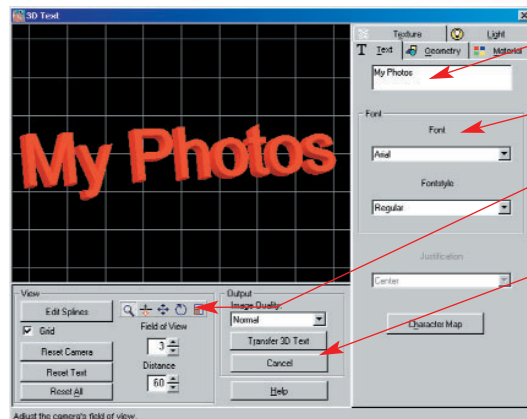 3D Text
Texture
Light
Text
Geometry
Material
My Photos
Font
Font
Arial
Fontstyle
Regular
Justification
Center
Character Map
My Photos
View
Edit Splines
Grid
Reset Camera
Reset Text
Reset All
Field of View
3
Distance
60
Output
Image Quality:
Normal
Transfer 3D Text
Cancel
Help
Adjust the camera's field of view.